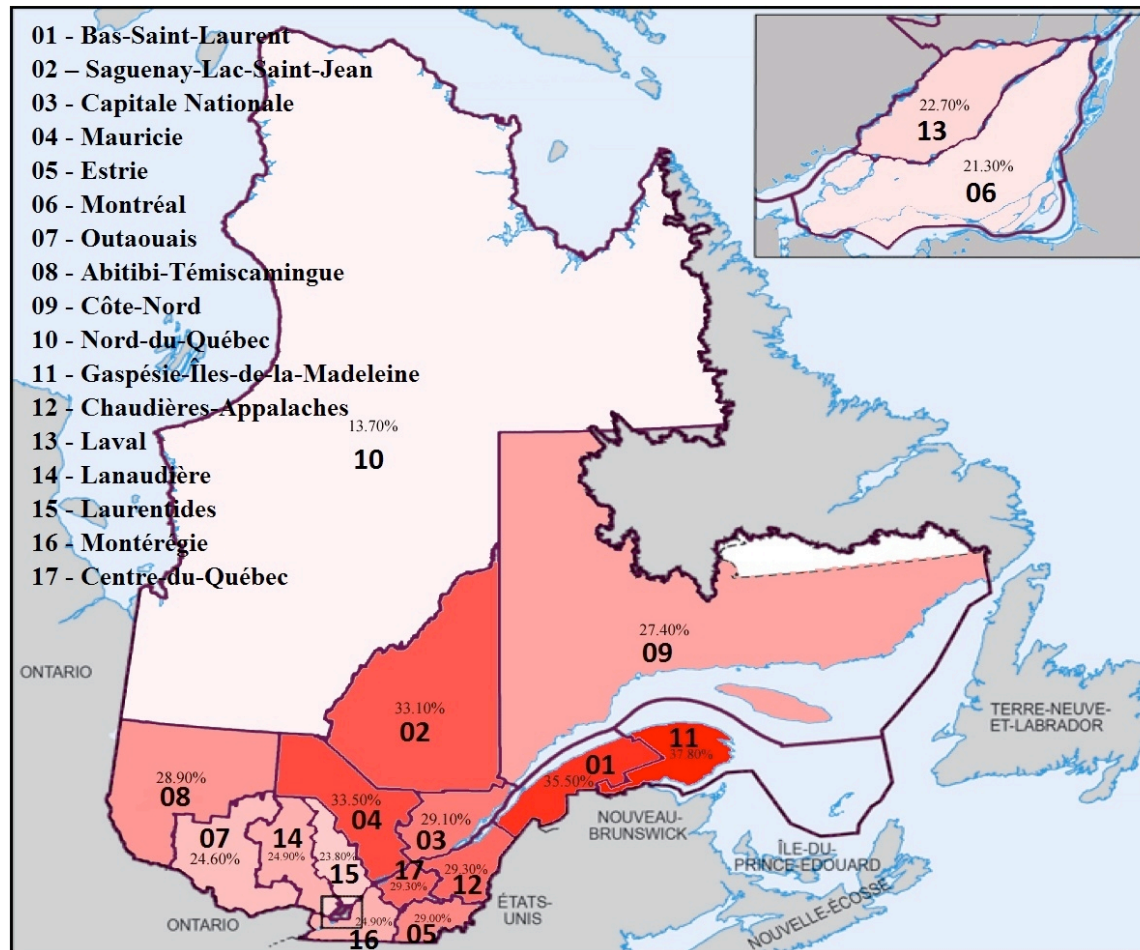 01 - Bas-Saint-Laurent
02 – Saguenay-Lac-Saint-Jean
03 - Capitale Nationale
04 - Mauricie
05 - Estrie
06 - Montréal
07 - Outaouais
08 - Abitibi-Témiscamingue
09 - Côte-Nord
10 - Nord-du-Québec
11 - Gaspésie-Îles-de-la-Madeleine
12 - Chaudières-Appalaches
13 - Laval
14 - Lanaudière
15 - Laurentides
16 - Montérégie
17 - Centre-du-Québec
22.70%
13
21.30%
06
13.70%
10
27.40%
09
ONTARIO
TERRE-NEUVE-
ET-LABRADOR
33.10%
02
11
37.80%
01
35.50%
28.90%
08
33.50%
04
29.10%
03
NOUVEAU-
BRUNSWICK
07
24.60%
14
24.90%
23.80%
15
17
29.30%
29.30%
12
ÎLE-DU-
PRINCE-EDOUARD
NOUVELLE-ÉCOSSE
ÉTATS-
UNIS
ONTARIO
24.90%
16
29.00%
05